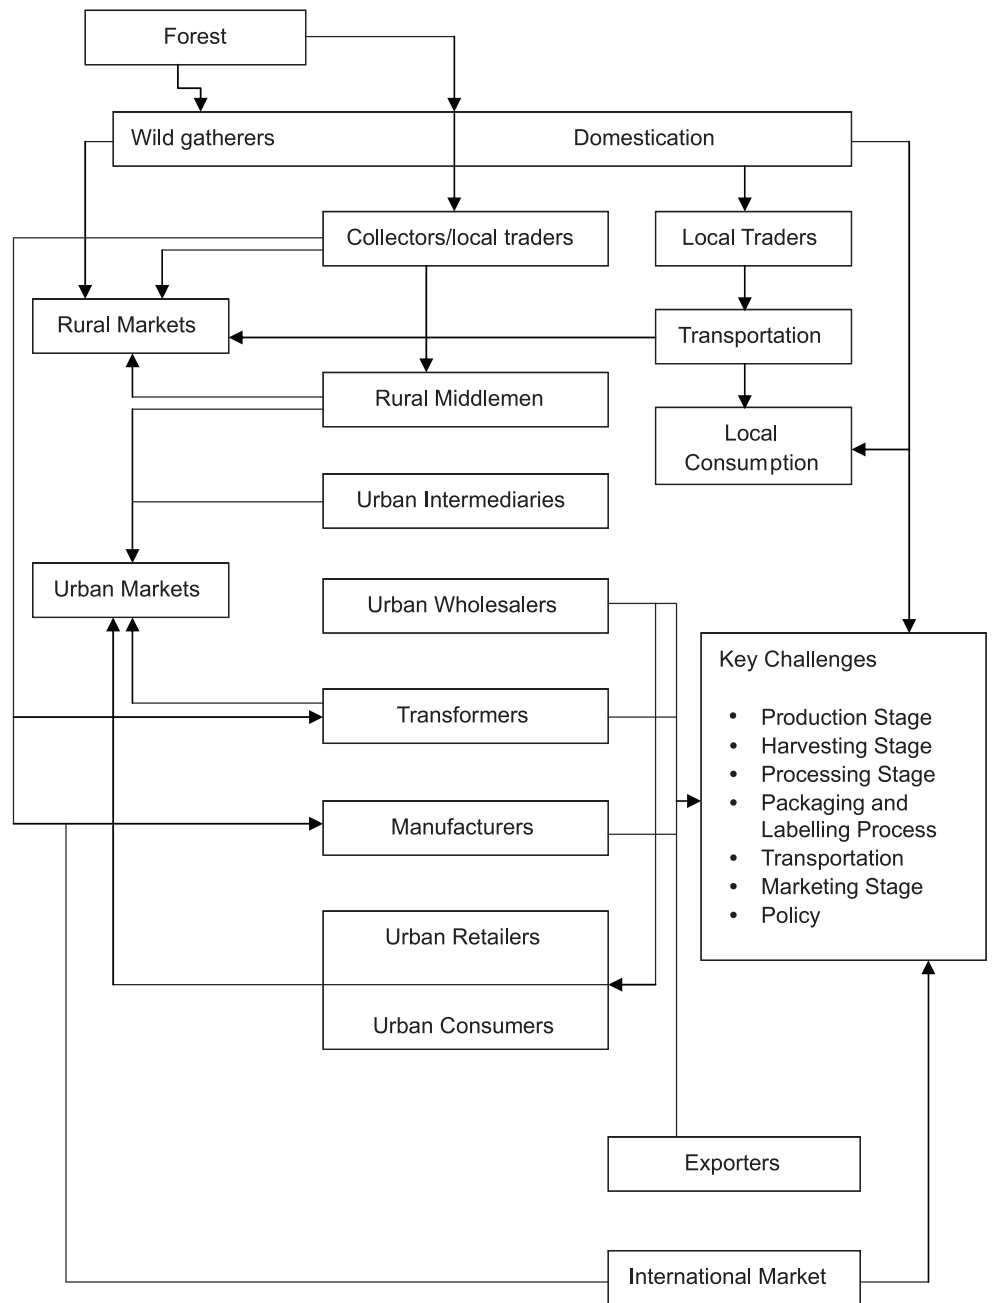 Forest
Wild gatherers
Domestication
Collectors/local traders
Local Traders
Rural Markets
Transportation
Rural Middlemen
Local
Consumption
Urban Intermediaries
Urban Markets
Urban Wholesalers
Key Challenges
Transformers
• Production Stage
• Harvesting Stage
• Processing Stage
• Packaging and
Labelling Process
• Transportation
• Marketing Stage
• Policy
Manufacturers
Urban Retailers
Urban Consumers
Exporters
International Market